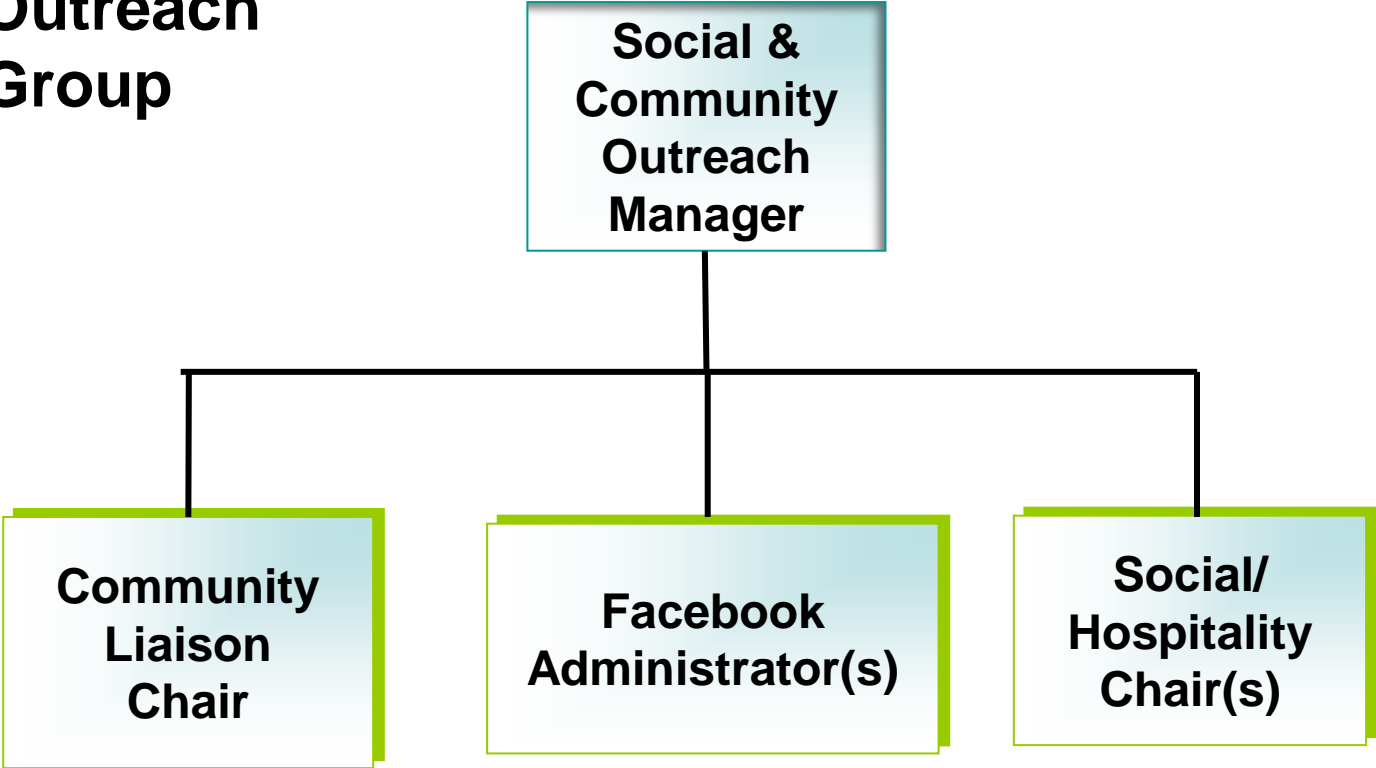 Outreach
Group
Social &
Community
Outreach
Manager
Community
Liaison
Chair
Facebook
Administrator(s)
Social/
Hospitality
Chair(s)